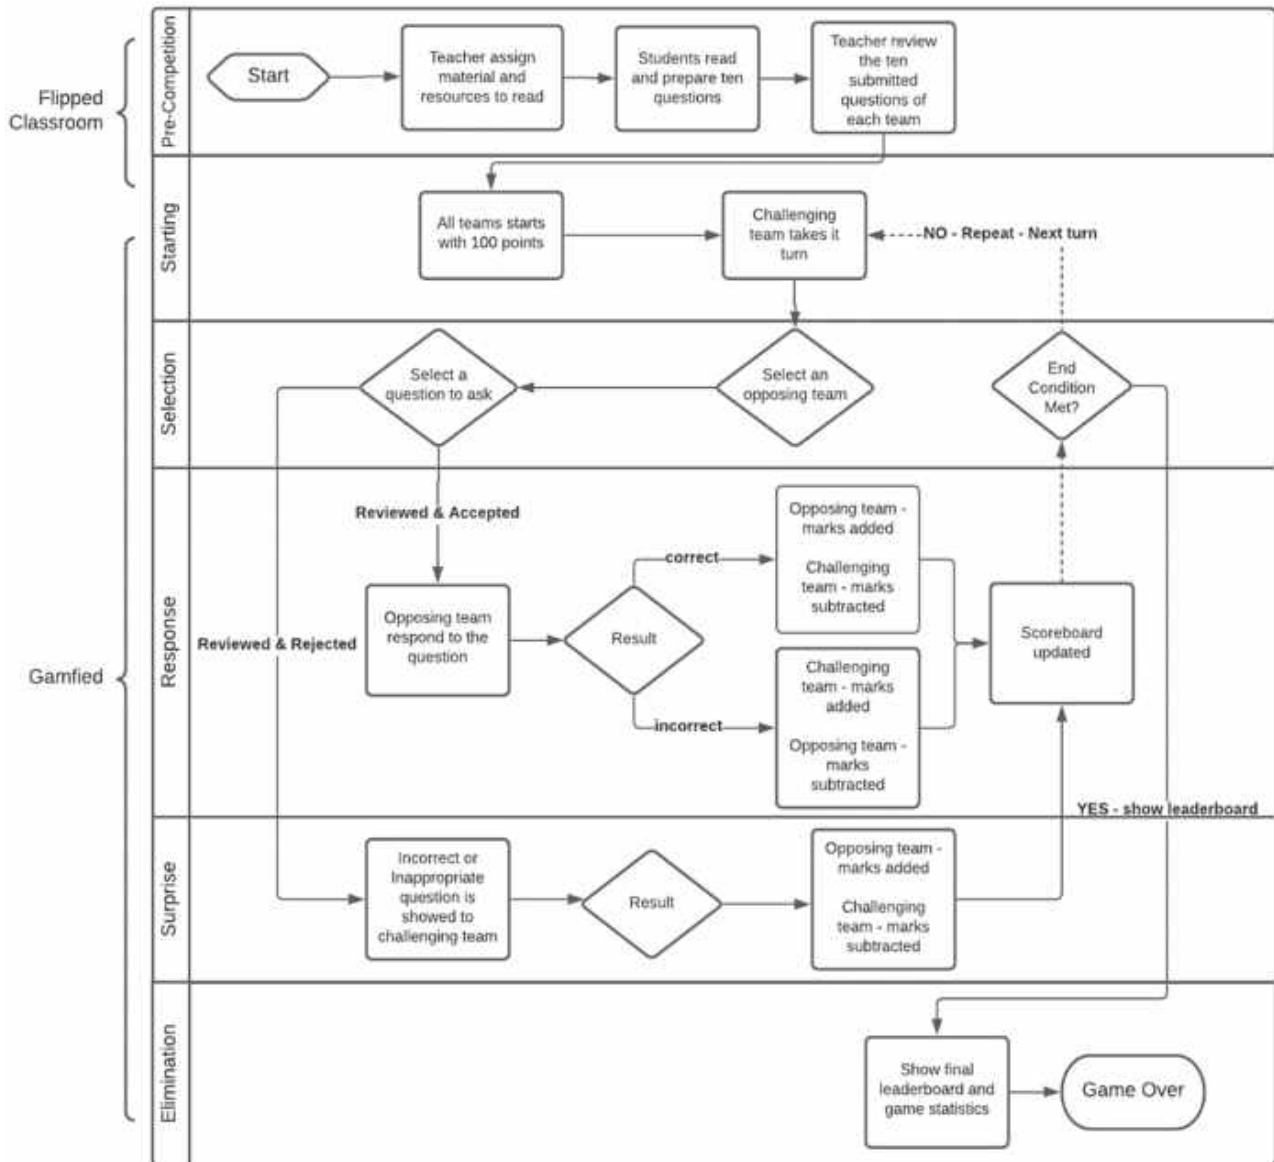 Flipped
Classroom
Pre-Competition
Start
Teacher assign
material and
resources to read
Students read
and prepare ten
questions
Teacher review
the ten
submitted
questions of
each team
Gamfied
Starting
All teams starts
with 100 points
Challenging
team takes it
turn
NO - Repeat - Next turn
Selection
Select a
question to ask
Select an
opposing team
End
Condition
Met?
Response
Reviewed & Accepted
Reviewed & Rejected
Opposing team
respond to the
question
Result
correct
incorrect
Opposing team -
marks added
Challenging
team - marks
subtracted
Challenging
team - marks
added
Opposing team -
marks
subtracted
Scoreboard
updated
YES - show leaderboard
Surprise
Incorrect or
Inappropriate
question is
showed to
challenging team
Result
Opposing team -
marks added
Challenging
team - marks
subtracted
Elimination
Show final
leaderboard and
game statistics
Game Over